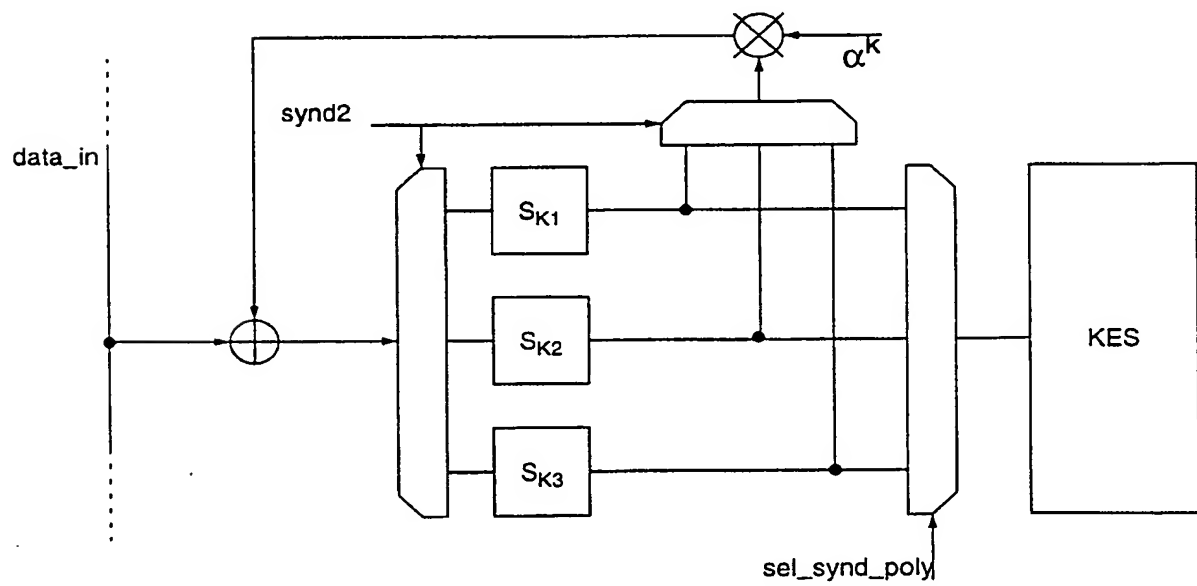 α^k
synd2
data_in
S_K1
S_K2
KES
S_K3
sel_synd_poly